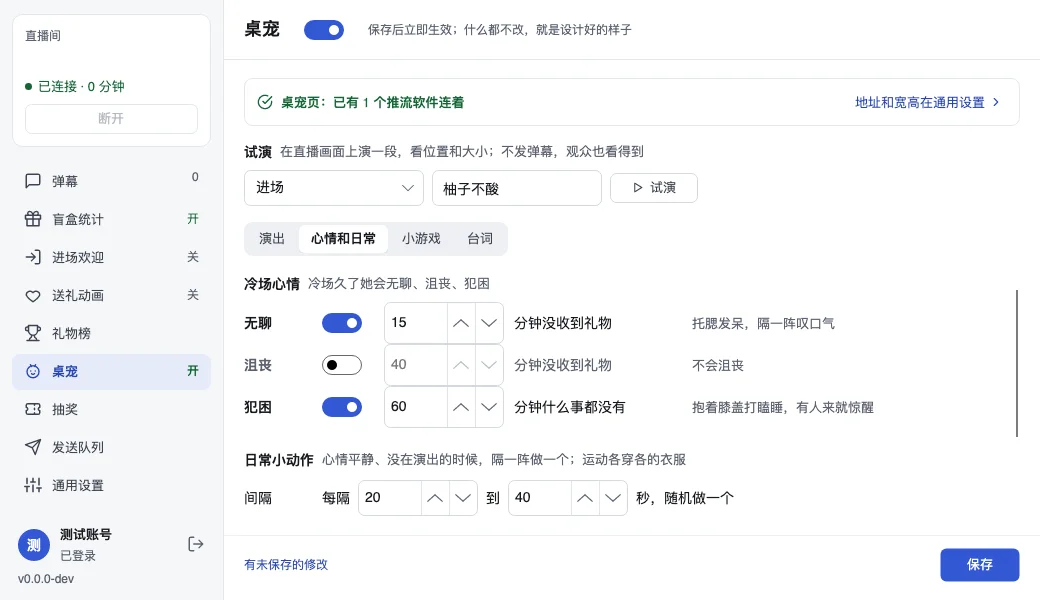 直播间
已连接 · 0 分钟
断开
弹幕 0
盲盒统计 开
进场欢迎 关
送礼动画 关
礼物榜
桌宠 开
抽奖
发送队列
通用设置
测 测试账号
已登录
v0.0.0-dev
桌宠 保存后立即生效；什么都不改，就是设计好的样子
桌宠页：已有 1 个推流软件连着 地址和宽高在通用设置
试演 在直播画面上演一段，看位置和大小；不发弹幕，观众也看得到
进场 柚子不酸 试演
演出 心情和日常 小游戏 台词
冷场心情 冷场久了她会无聊、沮丧、犯困
无聊 15 分钟没收到礼物 托腮发呆，隔一阵叹口气
沮丧 40 分钟没收到礼物 不会沮丧
犯困 60 分钟什么事都没有 抱着膝盖打瞌睡，有人来就惊醒
日常小动作 心情平静、没在演出的时候，隔一阵做一个；运动各穿各的衣服
间隔 每隔 20 到 40 秒，随机做一个
有未保存的修改 保存